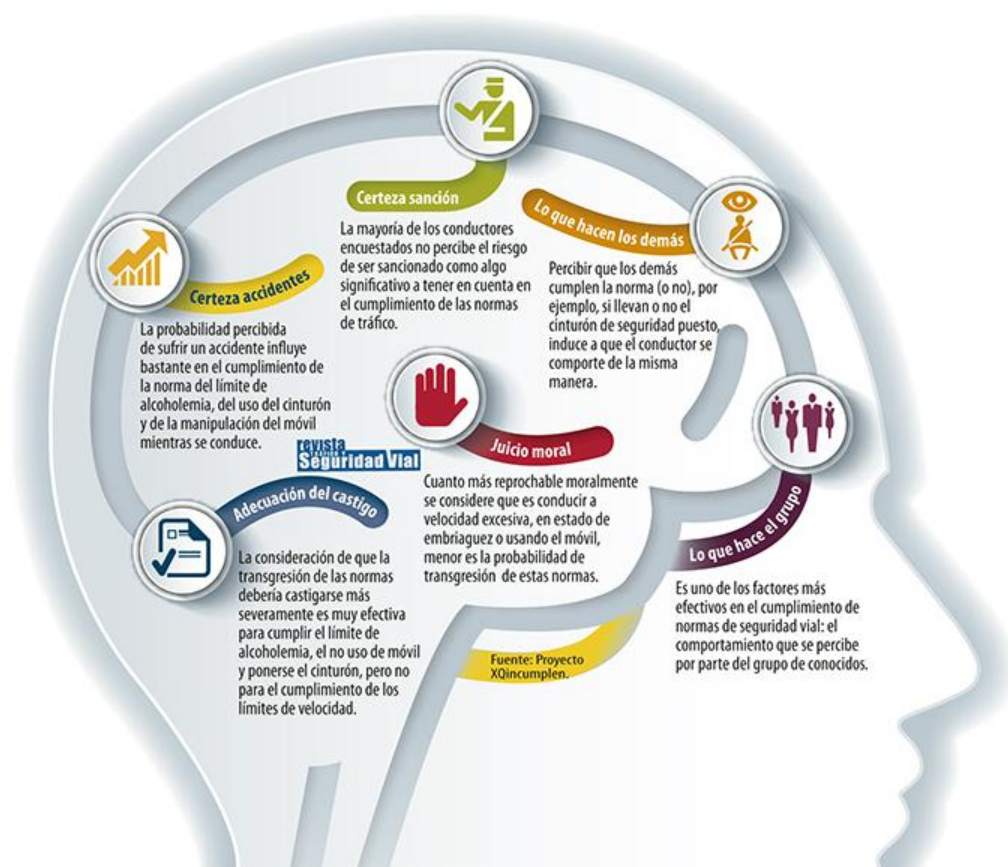 Certeza sanción
La mayoría de los conductores
encuestados no percibe el riesgo
de ser sancionado como algo
significativo a tener en cuenta en
el cumplimiento de las normas
de tráfico.
Lo que hacen los demás
Percibir que los demás
cumplen la norma (o no), por
ejemplo, si llevan o no el
cinturón de seguridad puesto,
induce a que el conductor se
comporte de la misma
manera.
Certeza accidentes
La probabilidad percibida
de sufrir un accidente influye
bastante en el cumplimiento de
la norma del límite de
alcoholemia, del uso del cinturón
y de la manipulación del móvil
mientras se conduce.
revista
TRÁFICO Y
Seguridad Vial
Juicio moral
Cuanto más reprochable moralmente
se considere que es conducir a
velocidad excesiva, en estado de
embriaguez o usando el móvil,
menor es la probabilidad de
transgresión de estas normas.
Adecuación del castigo
La consideración de que la
transgresión de las normas
debería castigarse más
severamente es muy efectiva
para cumplir el límite de
alcoholemia, el no uso de móvil
y ponerse el cinturón, pero no
para el cumplimiento de los
límites de velocidad.
Lo que hace el grupo
Es uno de los factores más
efectivos en el cumplimiento de
normas de seguridad vial: el
comportamiento que se percibe
por parte del grupo de conocidos.
Fuente: Proyecto
XQincumplen.